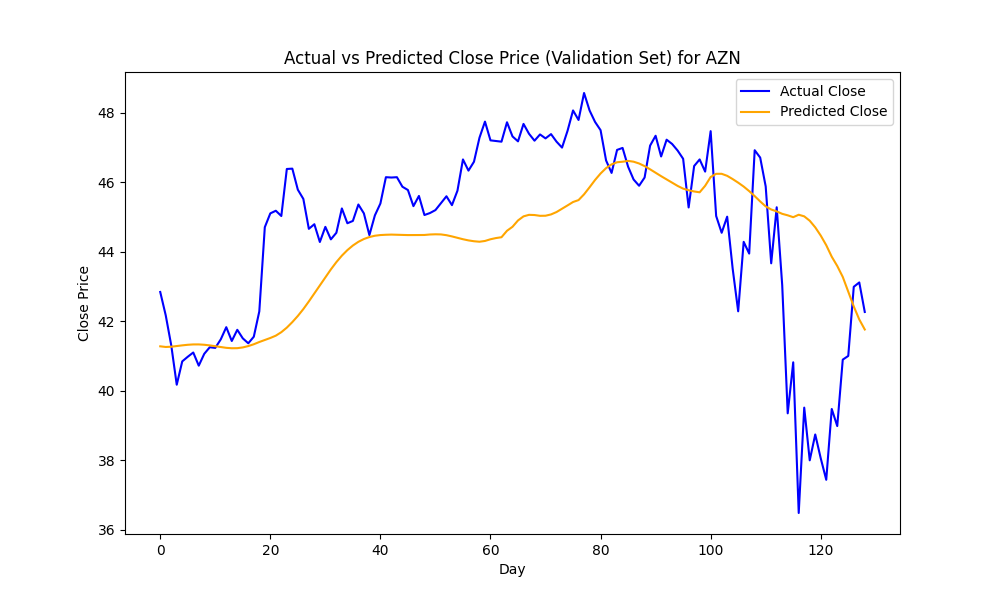 Actual vs Predicted Close Price (Validation Set) for AZN
Actual Close
Predicted Close
Close Price
48
46
44
42
40
38
36
0 20 40 60 80 100 120
Day